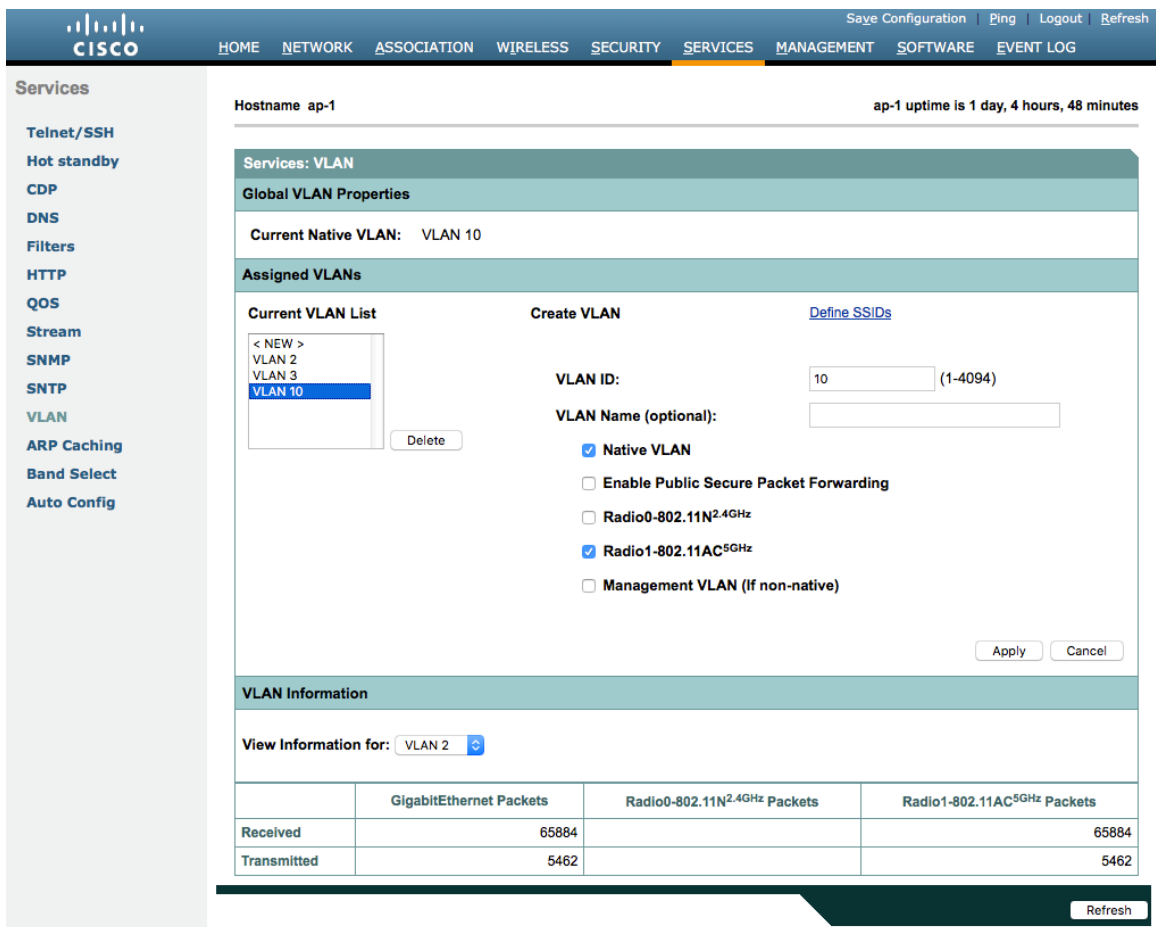 Save Configuration | Ping | Logout | Refresh
CISCO
HOME NETWORK ASSOCIATION WIRELESS SECURITY SERVICES MANAGEMENT SOFTWARE EVENT LOG
Services
Telnet/SSH
Hot standby
CDP
DNS
Filters
HTTP
QOS
Stream
SNMP
SNTP
VLAN
ARP Caching
Band Select
Auto Config
Hostname ap-1
ap-1 uptime is 1 day, 4 hours, 48 minutes
Services: VLAN
Global VLAN Properties
Current Native VLAN: VLAN 10
Assigned VLANs
Current VLAN List
< NEW >
VLAN 2
VLAN 3
VLAN 10
Delete
Create VLAN
Define SSIDs
VLAN ID: 10 (1-4094)
VLAN Name (optional):
Native VLAN
Enable Public Secure Packet Forwarding
Radio0-802.11N2.4GHz
Radio1-802.11AC5GHz
Management VLAN (If non-native)
Apply Cancel
VLAN Information
View Information for: VLAN 2
GigabitEthernet Packets Radio0-802.11N2.4GHz Packets Radio1-802.11AC5GHz Packets
Received 65884 65884
Transmitted 5462 5462
Refresh